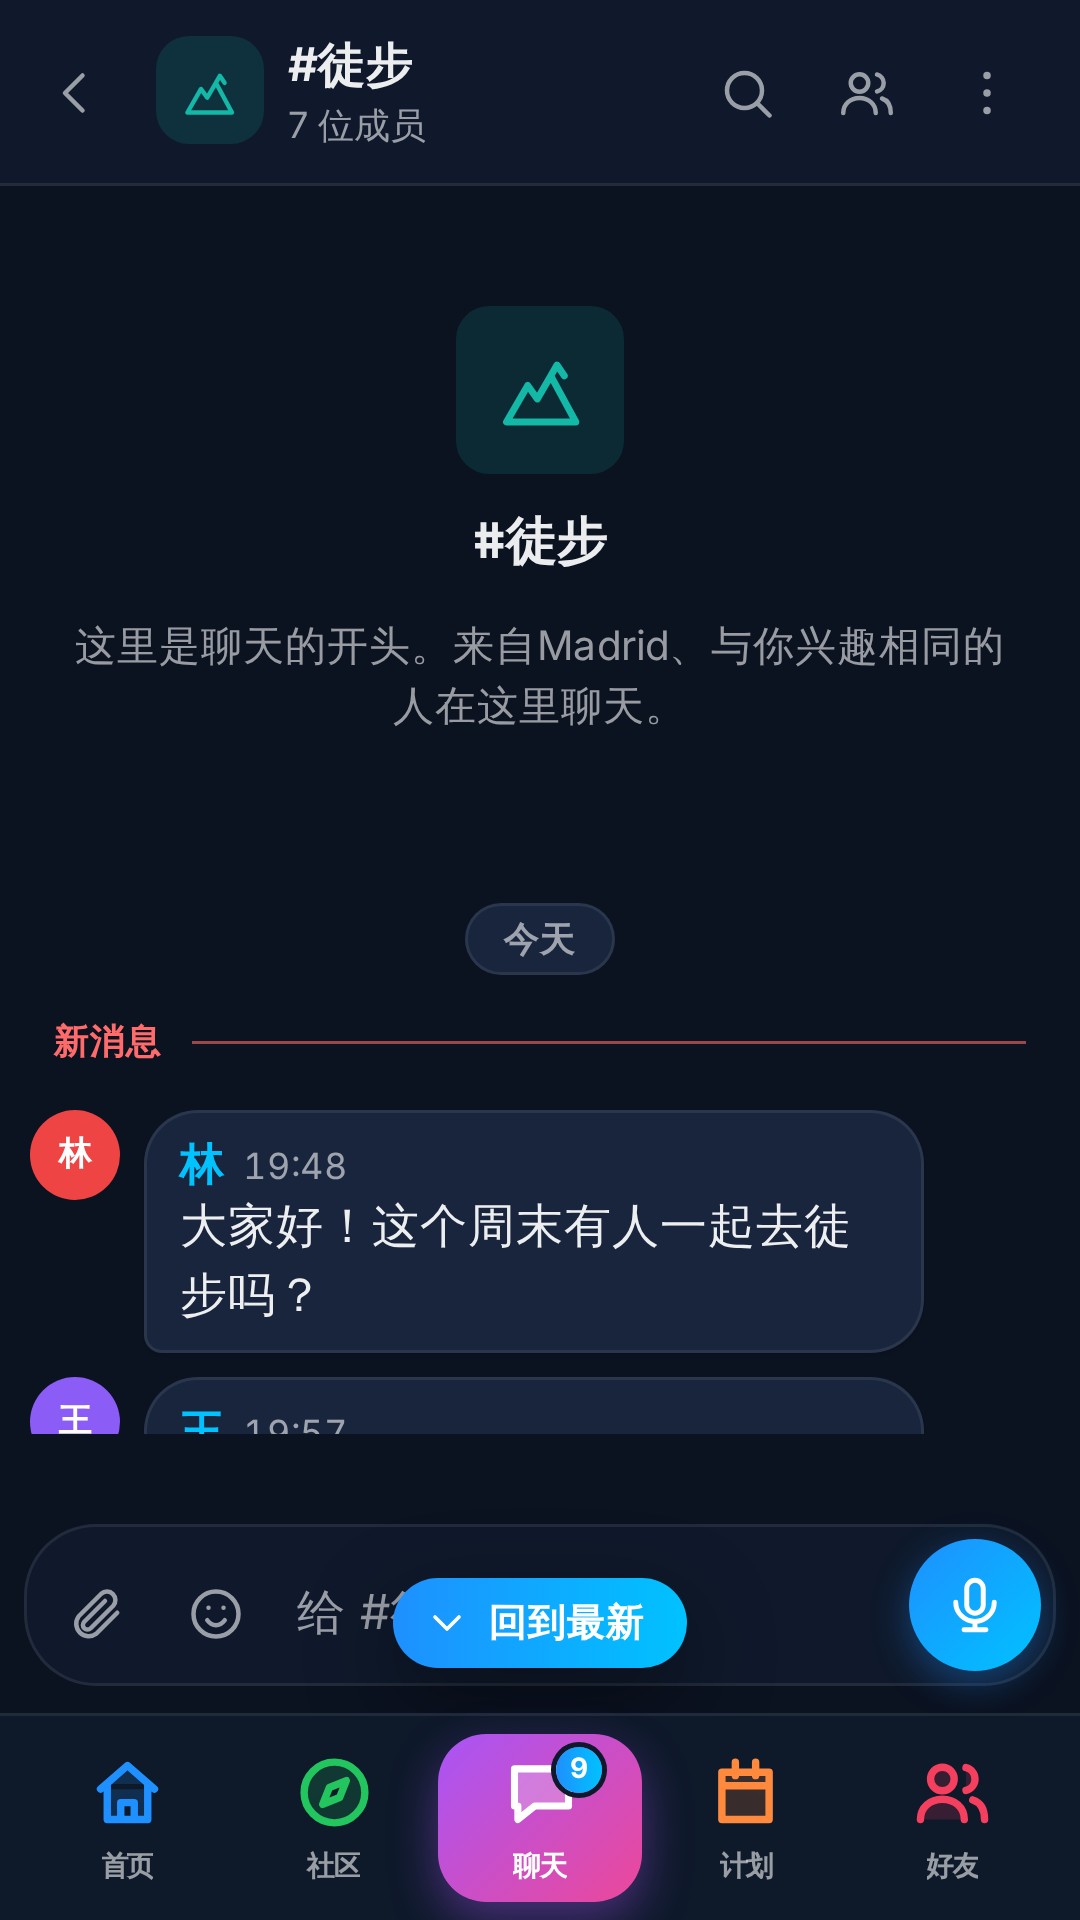 #徒步
7 位成员
#徒步
这里是聊天的开头。来自Madrid、与你兴趣相同的
人在这里聊天。
今天
新消息
林
林 19:48
大家好！这个周末有人一起去徒
步吗？
王
王 19:57
给 #
回到最新
9
首页
社区
聊天
计划
好友